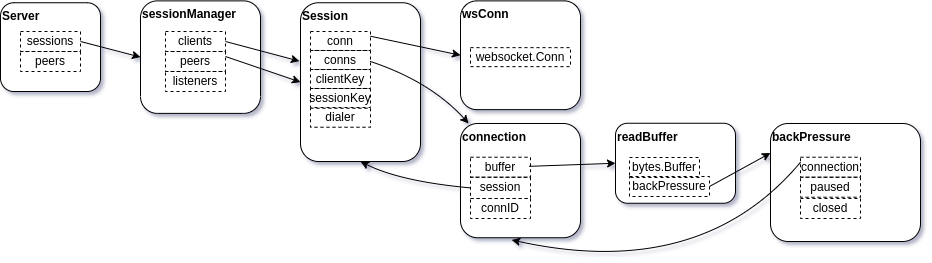 Server
sessions
peers
sessionManager
clients
peers
listeners
Session
conn
conns
clientKey
sessionKey
dialer
wsConn
websocket.Conn
connection
buffer
session
connID
readBuffer
bytes.Buffer
backPressure
backPressure
connection
paused
closed